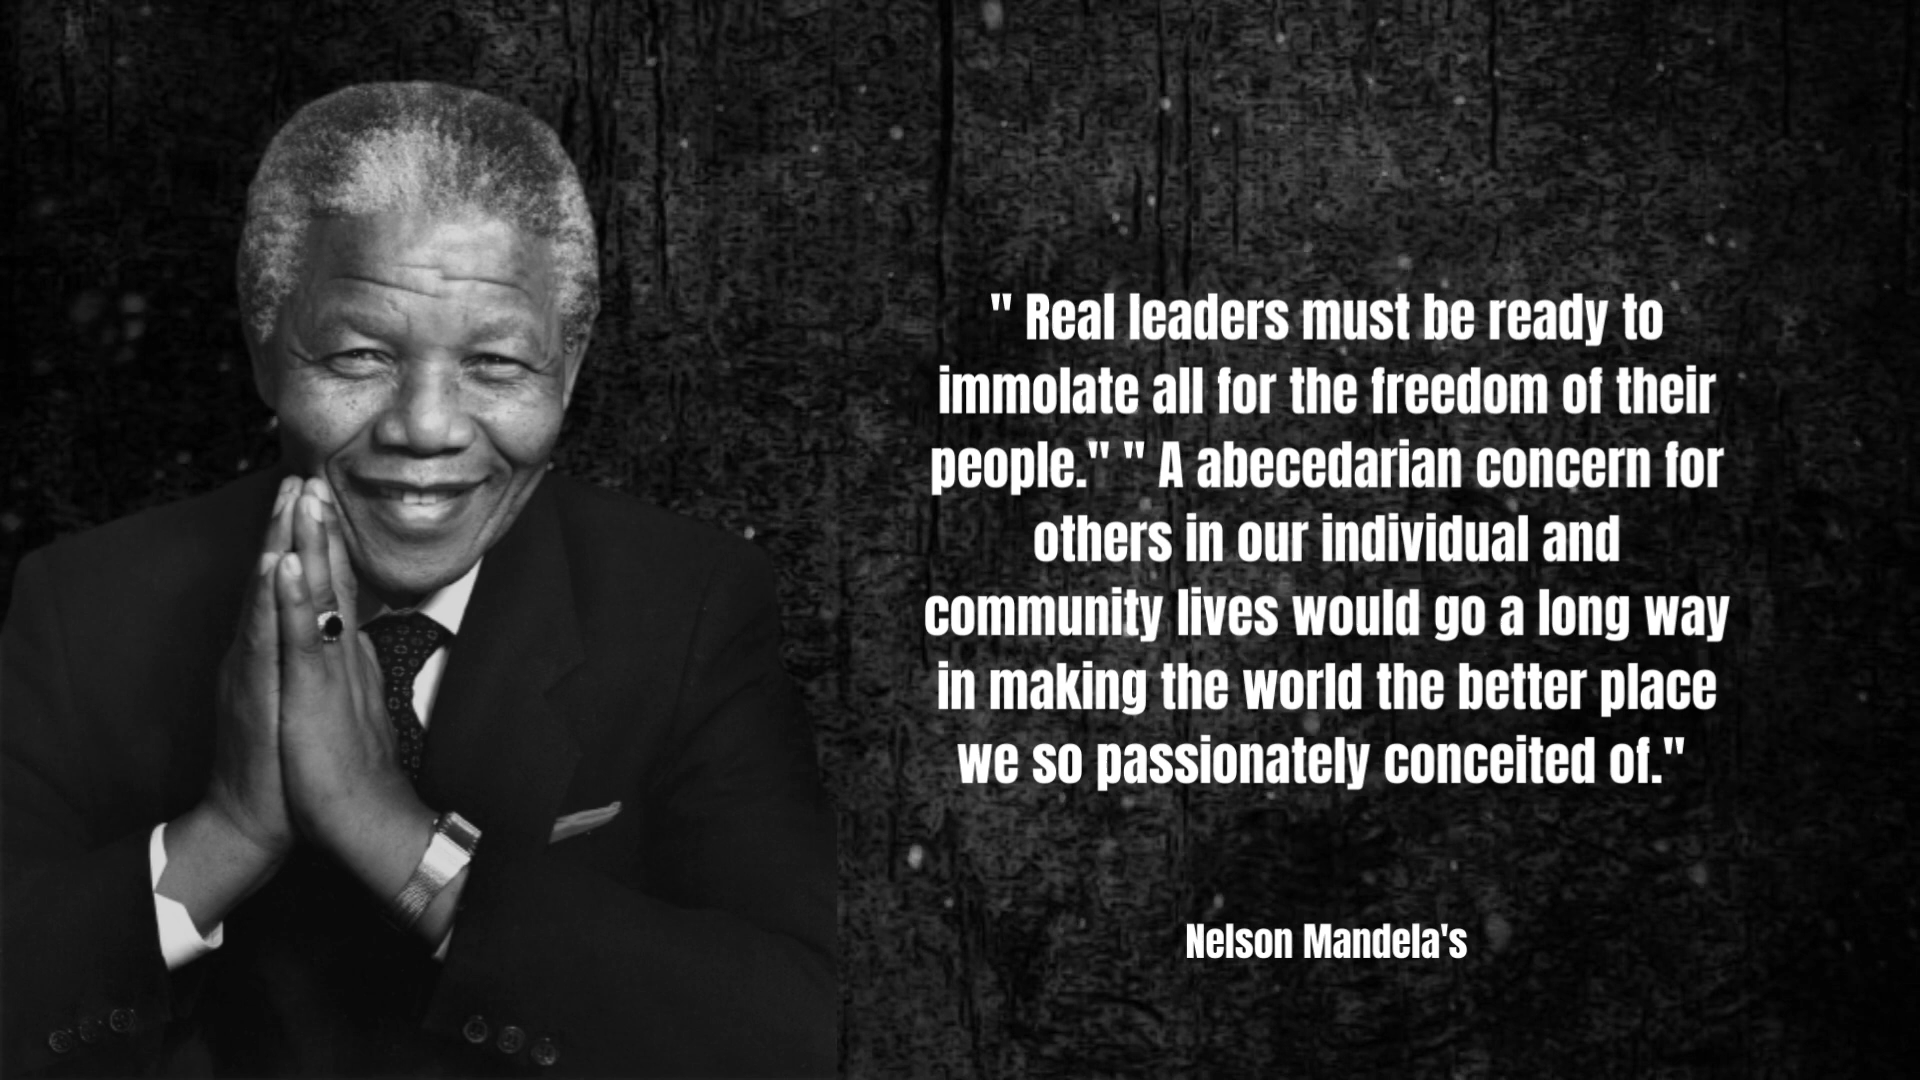 " Real leaders must be ready to
immolate all for the freedom of their
people." " A abecedarian concern for
others in our individual and
community lives would go a long way
in making the world the better place
we so passionately conceited of."
Nelson Mandela's